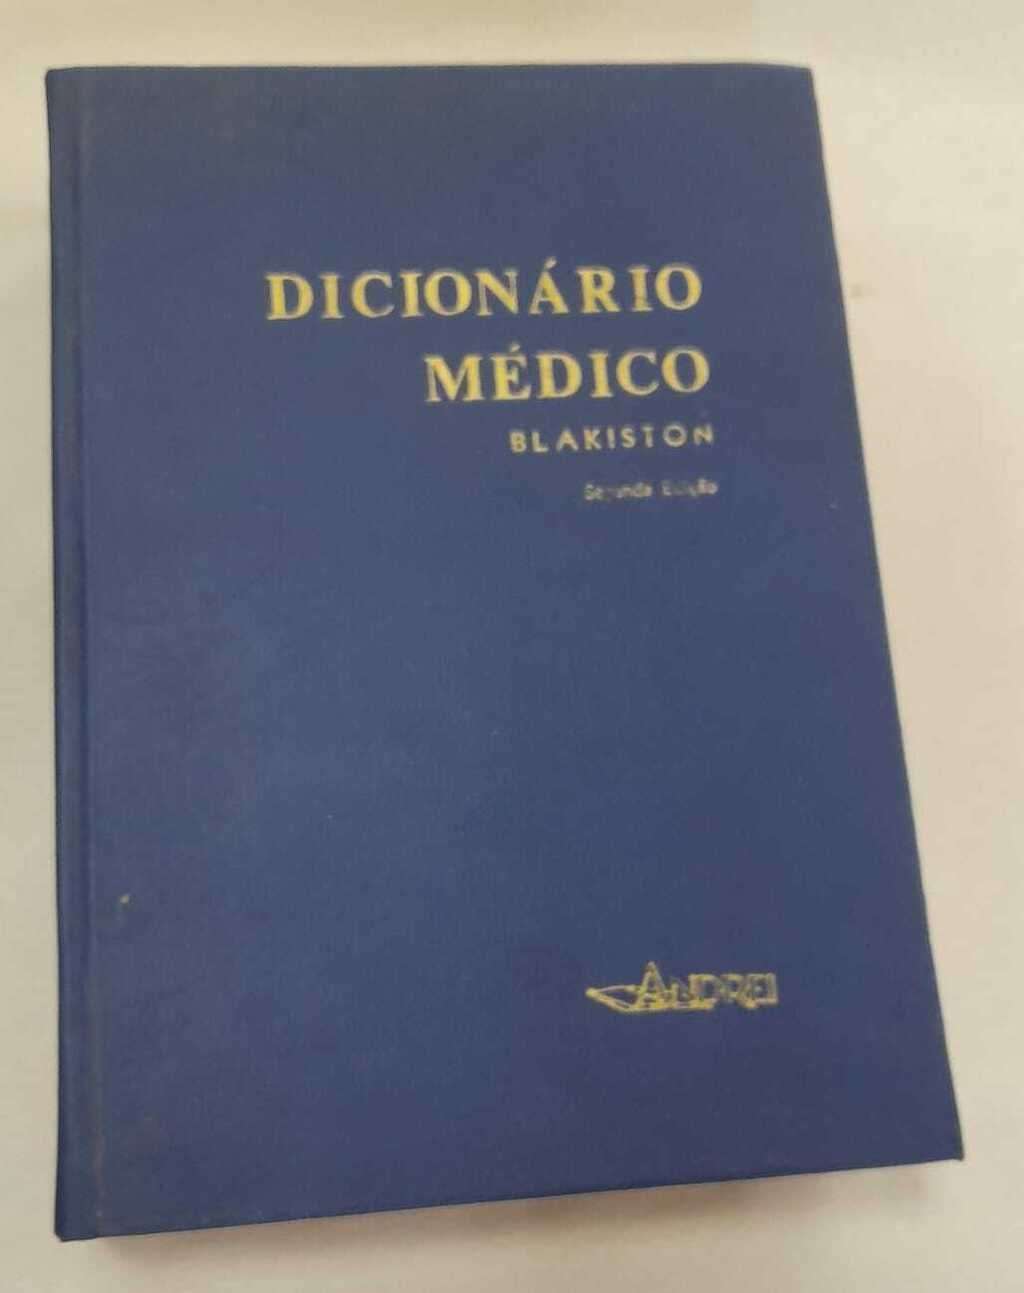 DICIONÁRIO
MÉDICO
BLAKISTON
Segunda Edição
ANDREI